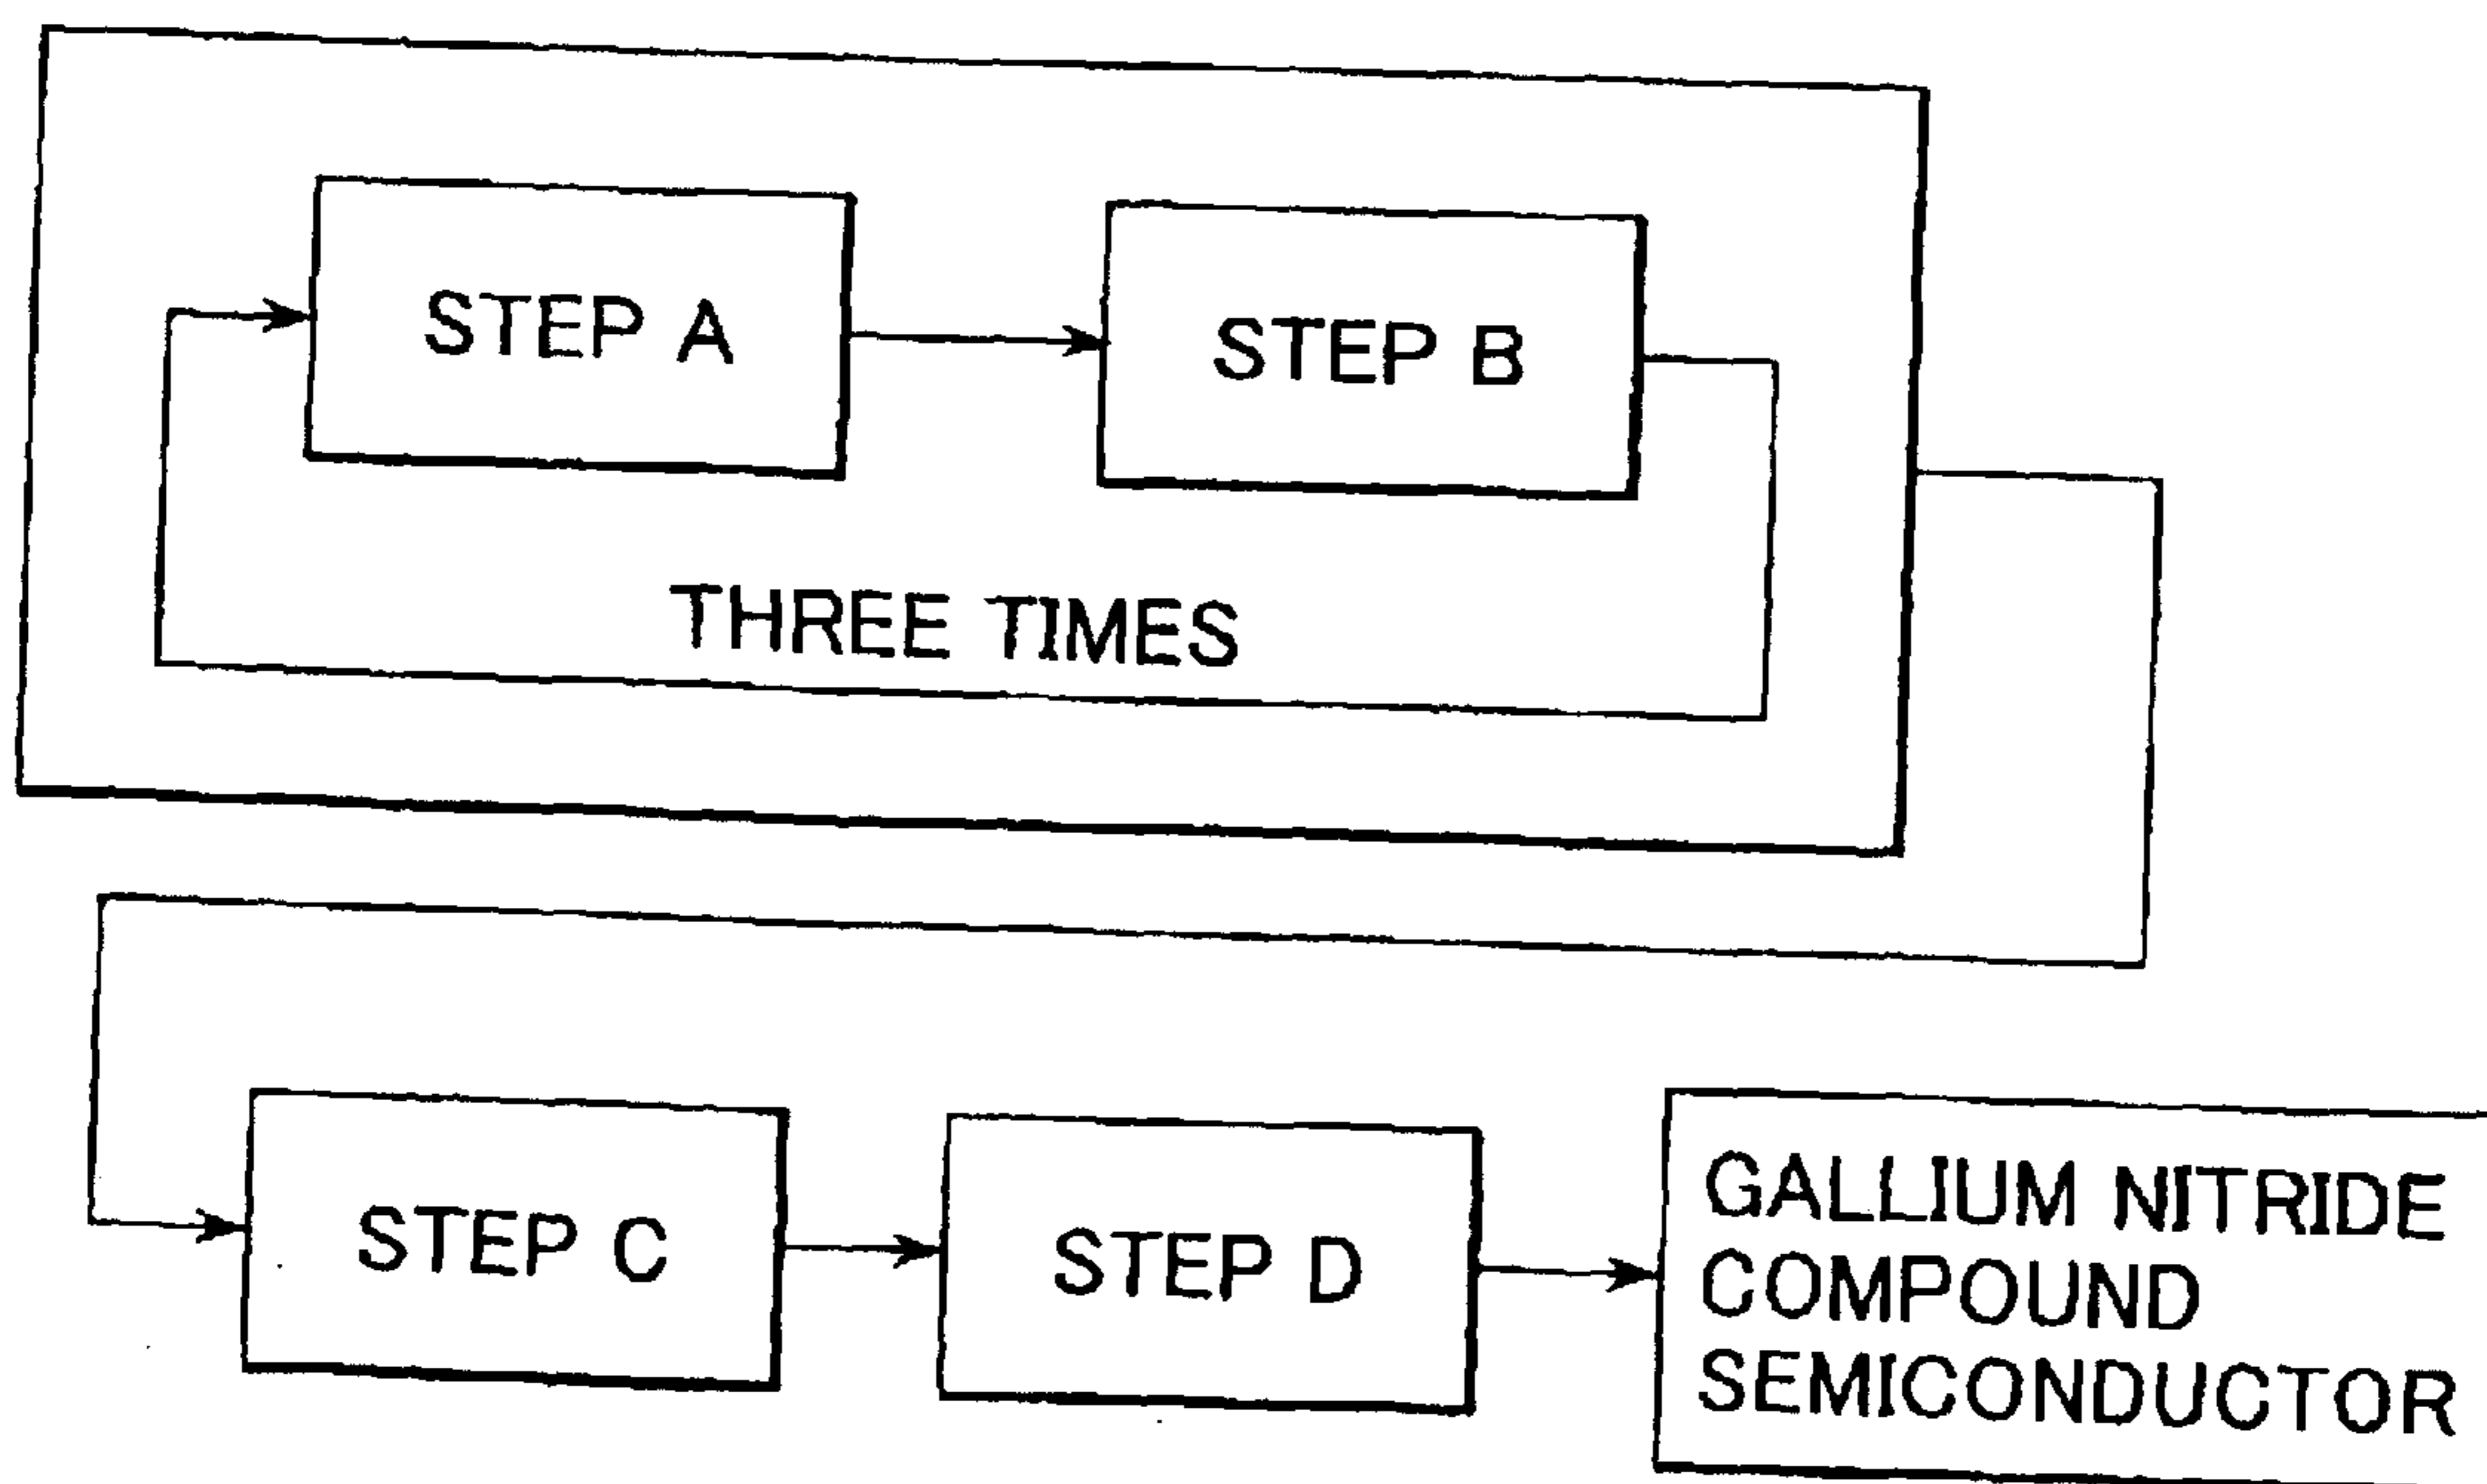 STEP A
STEP B
THREE TIMES
STEP C
STEP D
GALLIUM NITRIDE
COMPOUND
SEMICONDUCTOR